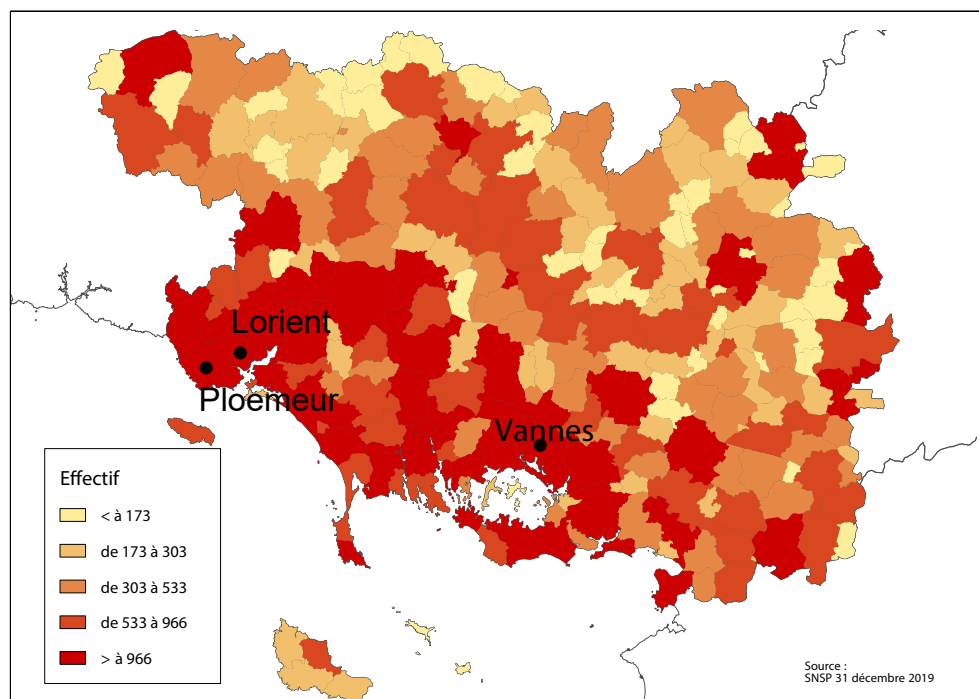 Lorient
Ploemeur
Vannes
Effectif
< à 173
de 173 à 303
de 303 à 533
de 533 à 966
> à 966
Source :
SNSP 31 décembre 2019